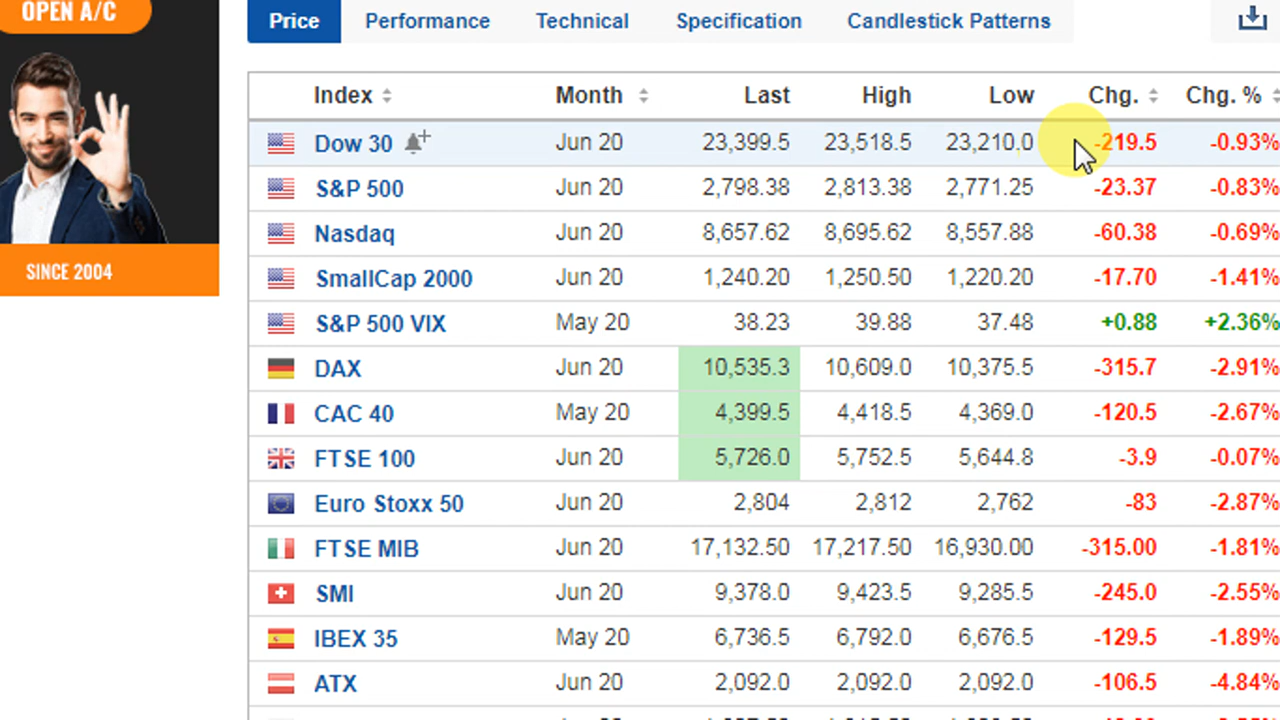 OPEN A/C
SINCE 2004
Price Performance Technical Specification Candlestick Patterns
Index Month Last High Low Chg. Chg. %
Dow 30 Jun 20 23,399.5 23,518.5 23,210.0 -219.5 -0.93%
S&P 500 Jun 20 2,798.38 2,813.38 2,771.25 -23.37 -0.83%
Nasdaq Jun 20 8,657.62 8,695.62 8,557.88 -60.38 -0.69%
SmallCap 2000 Jun 20 1,240.20 1,250.50 1,220.20 -17.70 -1.41%
S&P 500 VIX May 20 38.23 39.88 37.48 +0.88 +2.36%
DAX Jun 20 10,535.3 10,609.0 10,375.5 -315.7 -2.91%
CAC 40 May 20 4,399.5 4,418.5 4,369.0 -120.5 -2.67%
FTSE 100 Jun 20 5,726.0 5,752.5 5,644.8 -3.9 -0.07%
Euro Stoxx 50 Jun 20 2,804 2,812 2,762 -83 -2.87%
FTSE MIB Jun 20 17,132.50 17,217.50 16,930.00 -315.00 -1.81%
SMI Jun 20 9,378.0 9,423.5 9,285.5 -245.0 -2.55%
IBEX 35 May 20 6,736.5 6,792.0 6,676.5 -129.5 -1.89%
ATX Jun 20 2,092.0 2,092.0 2,092.0 -106.5 -4.84%